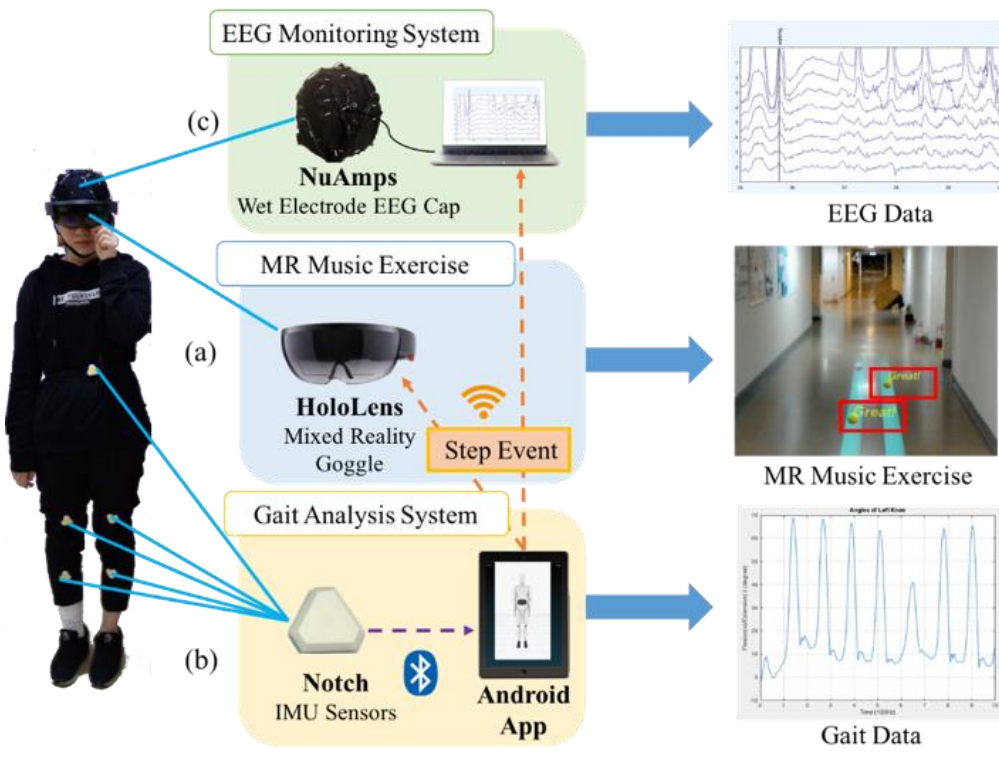 EEG Monitoring System
(c)
NuAmps
Wet Electrode EEG Cap
EEG Data
MR Music Exercise
(a)
HoloLens
Mixed Reality
Goggle
Step Event
Great!
Great!
MR Music Exercise
Gait Analysis System
(b)
Notch
IMU Sensors
Android
App
Angles of Left Knee
Time (100Hz)
Gait Data